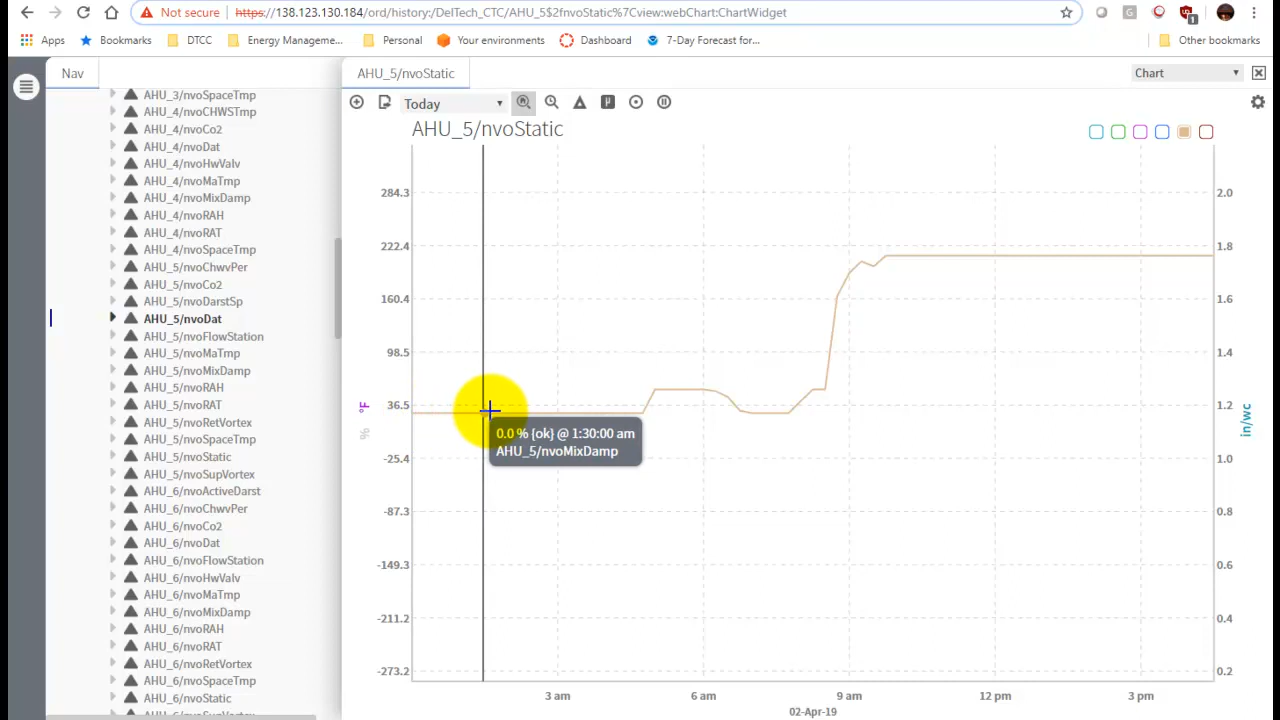 Not secure https://138.123.130.184/ord/history:/DelTech_CTC/AHU_5$2fnvoStatic%7Cview:webChart:ChartWidget
Apps Bookmarks DTCC Energy Manageme... Personal Your environments Dashboard 7-Day Forecast for... Other bookmarks
Nav
AHU_3/nvoSpaceTmp
AHU_4/nvoCHWSTmp
AHU_4/nvoCo2
AHU_4/nvoDat
AHU_4/nvoHwValv
AHU_4/nvoMaTmp
AHU_4/nvoMixDamp
AHU_4/nvoRAH
AHU_4/nvoRAT
AHU_4/nvoSpaceTmp
AHU_5/nvoChwvPer
AHU_5/nvoCo2
AHU_5/nvoDarstSp
AHU_5/nvoDat
AHU_5/nvoFlowStation
AHU_5/nvoMaTmp
AHU_5/nvoMixDamp
AHU_5/nvoRAH
AHU_5/nvoRAT
AHU_5/nvoRetVortex
AHU_5/nvoSpaceTmp
AHU_5/nvoStatic
AHU_5/nvoSupVortex
AHU_6/nvoActiveDarst
AHU_6/nvoChwvPer
AHU_6/nvoCo2
AHU_6/nvoDat
AHU_6/nvoFlowStation
AHU_6/nvoHwValv
AHU_6/nvoMaTmp
AHU_6/nvoMixDamp
AHU_6/nvoRAH
AHU_6/nvoRAT
AHU_6/nvoRetVortex
AHU_6/nvoSpaceTmp
AHU_6/nvoStatic
AHU_5/nvoStatic
Chart
Today
AHU_5/nvoStatic
284.3
222.4
160.4
98.5
36.5
-25.4
-87.3
-149.3
-211.2
-273.2
°F
%
0.0 % {ok} @ 1:30:00 am
AHU_5/nvoMixDamp
2.0
1.8
1.6
1.4
1.2
1.0
0.8
0.6
0.4
0.2
in/wc
3 am 6 am 9 am 12 pm 3 pm
02-Apr-19